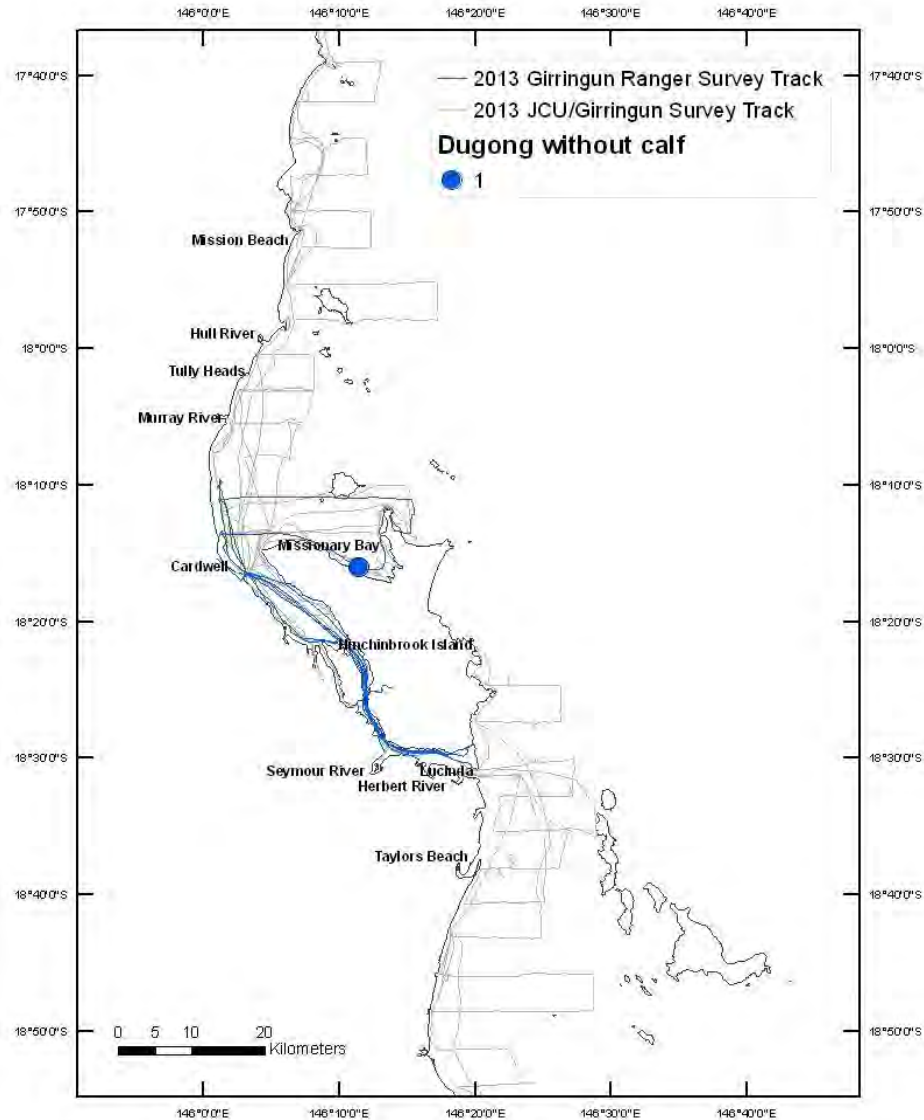 146°0'0"E 146°10'0"E 146°20'0"E 146°30'0"E 146°40'0"E
17°40'0"S 17°40'0"S
2013 Girringun Ranger Survey Track
2013 JCU/Girringun Survey Track
Dugong without calf
1
17°50'0"S 17°50'0"S
Mission Beach
Hull River
18°0'0"S 18°0'0"S
Tully Heads
Murray River
18°10'0"S 18°10'0"S
Missionary Bay
Cardwell
18°20'0"S 18°20'0"S
Hinchinbrook Island
18°30'0"S 18°30'0"S
Seymour River
Lucinda
Herbert River
Taylors Beach
18°40'0"S 18°40'0"S
18°50'0"S 18°50'0"S
0 5 10 20
Kilometers
146°0'0"E 146°10'0"E 146°20'0"E 146°30'0"E 146°40'0"E